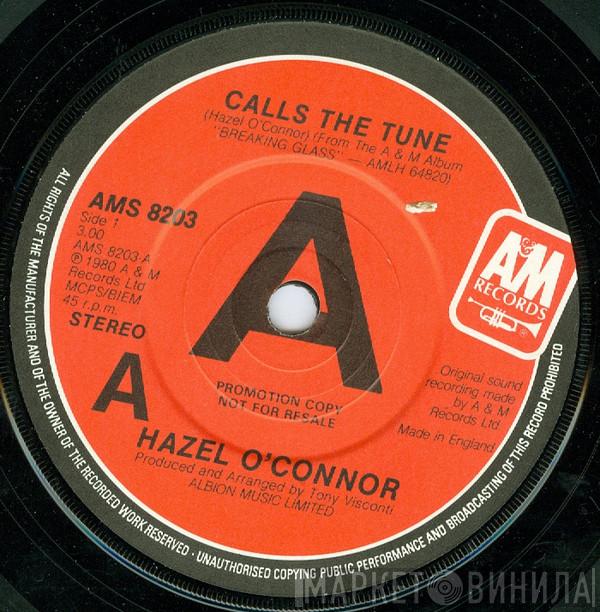 CALLS THE TUNE
(Hazel O'Connor) (From The A & M Album
"BREAKING GLASS" — AMLH 64820)
AMS 8203
Side 1
3.00
AMS 8203-A
℗ 1980 A & M
Records Ltd
MCPS/BIEM
45 r.p.m.
STEREO
A
A
A&M
RECORDS
PROMOTION COPY
NOT FOR RESALE
Original sound
recording made
by A & M
Records Ltd.
Made in England
HAZEL O'CONNOR
Produced and Arranged by Tony Visconti
ALBION MUSIC LIMITED
ALL RIGHTS OF THE MANUFACTURER AND OF THE OWNER OF THE RECORDED WORK RESERVED · UNAUTHORISED COPYING PUBLIC PERFORMANCE AND BROADCASTING OF THIS RECORD PROHIBITED
МАРКЕТ ВИНИЛА